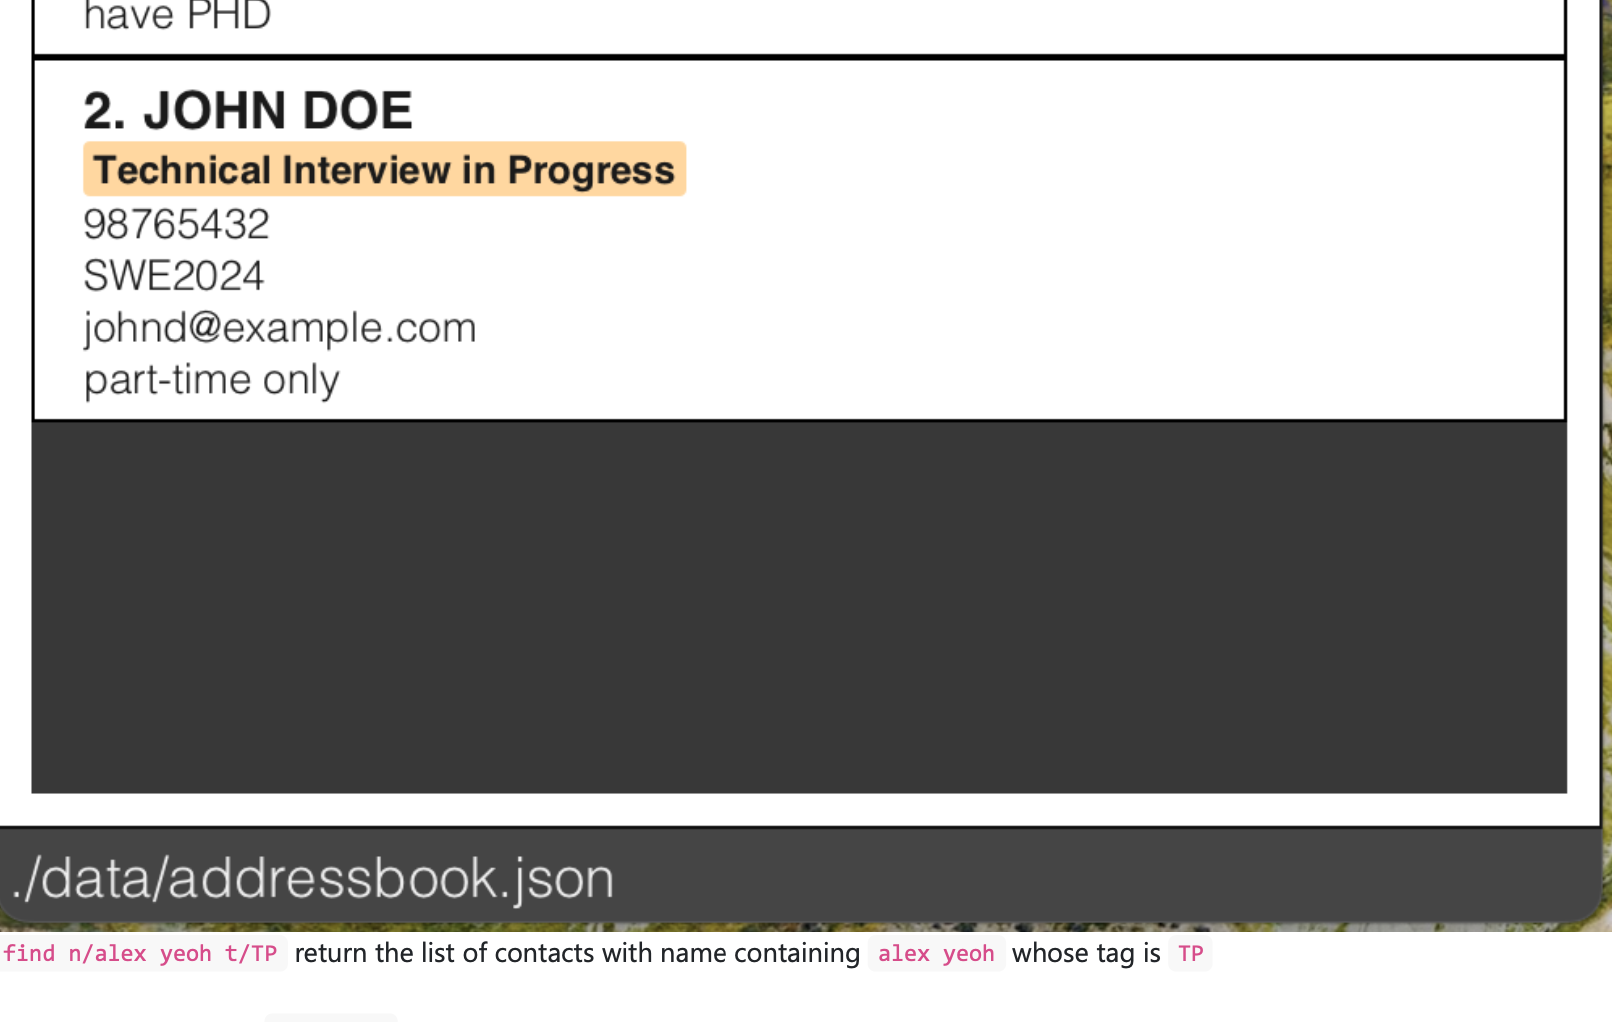 have PHD
2. JOHN DOE
Technical Interview in Progress
98765432
SWE2024
johnd@example.com
part-time only
./data/addressbook.json
find n/alex yeoh t/TP return the list of contacts with name containing alex yeoh whose tag is TP